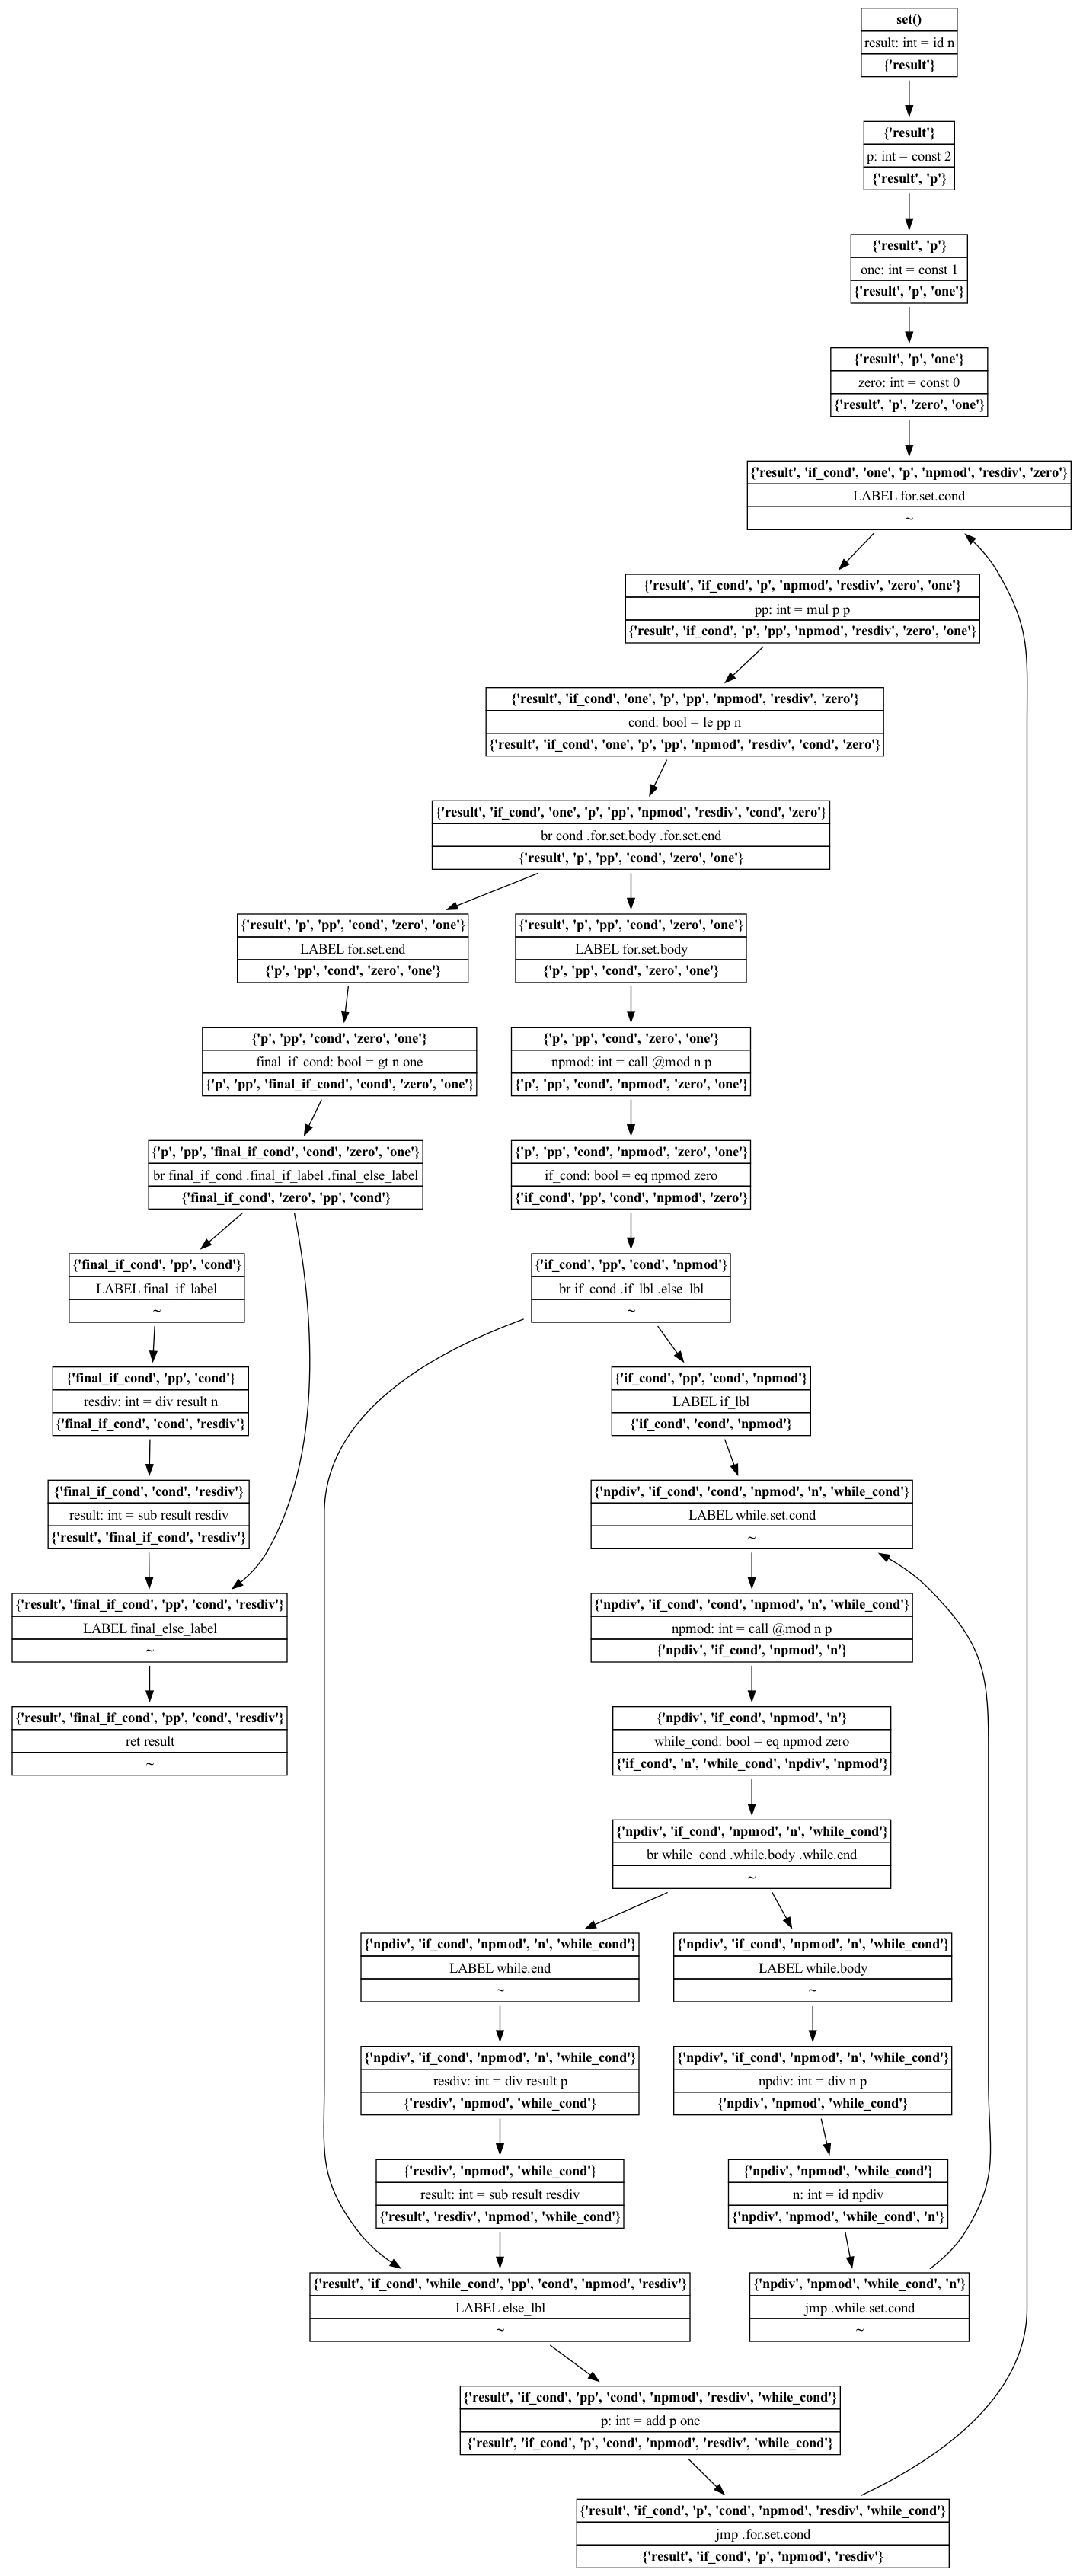 set()
result: int = id n
{'result'}
{'result'}
p: int = const 2
{'result', 'p'}
{'result', 'p'}
one: int = const 1
{'result', 'p', 'one'}
{'result', 'p', 'one'}
zero: int = const 0
{'result', 'p', 'zero', 'one'}
{'result', 'if_cond', 'one', 'p', 'npmod', 'resdiv', 'zero'}
LABEL for.set.cond
~
{'result', 'if_cond', 'p', 'npmod', 'resdiv', 'zero', 'one'}
pp: int = mul p p
{'result', 'if_cond', 'p', 'pp', 'npmod', 'resdiv', 'zero', 'one'}
{'result', 'if_cond', 'one', 'p', 'pp', 'npmod', 'resdiv', 'zero'}
cond: bool = le pp n
{'result', 'if_cond', 'one', 'p', 'pp', 'npmod', 'resdiv', 'cond', 'zero'}
{'result', 'if_cond', 'one', 'p', 'pp', 'npmod', 'resdiv', 'cond', 'zero'}
br cond .for.set.body .for.set.end
{'result', 'p', 'pp', 'cond', 'zero', 'one'}
{'result', 'p', 'pp', 'cond', 'zero', 'one'}
LABEL for.set.end
{'p', 'pp', 'cond', 'zero', 'one'}
{'result', 'p', 'pp', 'cond', 'zero', 'one'}
LABEL for.set.body
{'p', 'pp', 'cond', 'zero', 'one'}
{'p', 'pp', 'cond', 'zero', 'one'}
final_if_cond: bool = gt n one
{'p', 'pp', 'final_if_cond', 'cond', 'zero', 'one'}
{'p', 'pp', 'cond', 'zero', 'one'}
npmod: int = call @mod n p
{'p', 'pp', 'cond', 'npmod', 'zero', 'one'}
{'p', 'pp', 'final_if_cond', 'cond', 'zero', 'one'}
br final_if_cond .final_if_label .final_else_label
{'final_if_cond', 'zero', 'pp', 'cond'}
{'p', 'pp', 'cond', 'npmod', 'zero', 'one'}
if_cond: bool = eq npmod zero
{'if_cond', 'pp', 'cond', 'npmod', 'zero'}
{'final_if_cond', 'pp', 'cond'}
LABEL final_if_label
~
{'if_cond', 'pp', 'cond', 'npmod'}
br if_cond .if_lbl .else_lbl
~
{'final_if_cond', 'pp', 'cond'}
resdiv: int = div result n
{'final_if_cond', 'cond', 'resdiv'}
{'if_cond', 'pp', 'cond', 'npmod'}
LABEL if_lbl
{'if_cond', 'cond', 'npmod'}
{'final_if_cond', 'cond', 'resdiv'}
result: int = sub result resdiv
{'result', 'final_if_cond', 'resdiv'}
{'npdiv', 'if_cond', 'cond', 'npmod', 'n', 'while_cond'}
LABEL while.set.cond
~
{'result', 'final_if_cond', 'pp', 'cond', 'resdiv'}
LABEL final_else_label
~
{'npdiv', 'if_cond', 'cond', 'npmod', 'n', 'while_cond'}
npmod: int = call @mod n p
{'npdiv', 'if_cond', 'npmod', 'n'}
{'result', 'final_if_cond', 'pp', 'cond', 'resdiv'}
ret result
~
{'npdiv', 'if_cond', 'npmod', 'n'}
while_cond: bool = eq npmod zero
{'if_cond', 'n', 'while_cond', 'npdiv', 'npmod'}
{'npdiv', 'if_cond', 'npmod', 'n', 'while_cond'}
br while_cond .while.body .while.end
~
{'npdiv', 'if_cond', 'npmod', 'n', 'while_cond'}
LABEL while.end
~
{'npdiv', 'if_cond', 'npmod', 'n', 'while_cond'}
LABEL while.body
~
{'npdiv', 'if_cond', 'npmod', 'n', 'while_cond'}
resdiv: int = div result p
{'resdiv', 'npmod', 'while_cond'}
{'npdiv', 'if_cond', 'npmod', 'n', 'while_cond'}
npdiv: int = div n p
{'npdiv', 'npmod', 'while_cond'}
{'resdiv', 'npmod', 'while_cond'}
result: int = sub result resdiv
{'result', 'resdiv', 'npmod', 'while_cond'}
{'npdiv', 'npmod', 'while_cond'}
n: int = id npdiv
{'npdiv', 'npmod', 'while_cond', 'n'}
{'result', 'if_cond', 'while_cond', 'pp', 'cond', 'npmod', 'resdiv'}
LABEL else_lbl
~
{'npdiv', 'npmod', 'while_cond', 'n'}
jmp .while.set.cond
~
{'result', 'if_cond', 'pp', 'cond', 'npmod', 'resdiv', 'while_cond'}
p: int = add p one
{'result', 'if_cond', 'p', 'cond', 'npmod', 'resdiv', 'while_cond'}
{'result', 'if_cond', 'p', 'cond', 'npmod', 'resdiv', 'while_cond'}
jmp .for.set.cond
{'result', 'if_cond', 'p', 'npmod', 'resdiv'}